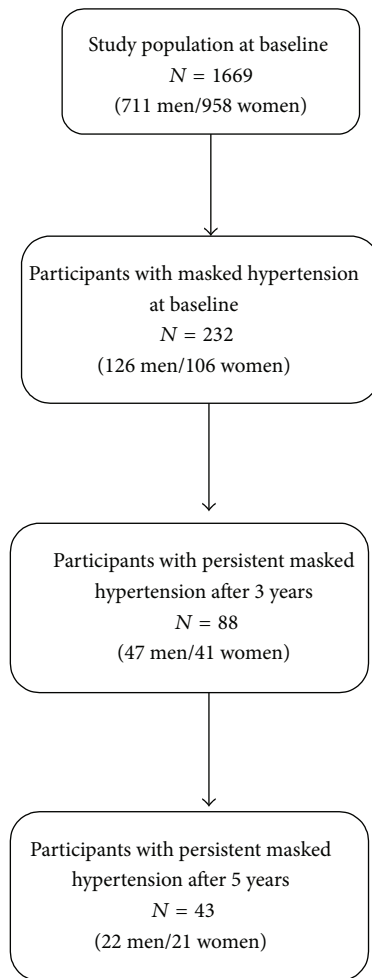 Study population at baseline
N = 1669
(711 men/958 women)
Participants with masked hypertension
at baseline
N = 232
(126 men/106 women)
Participants with persistent masked
hypertension after 3 years
N = 88
(47 men/41 women)
Participants with persistent masked
hypertension after 5 years
N = 43
(22 men/21 women)